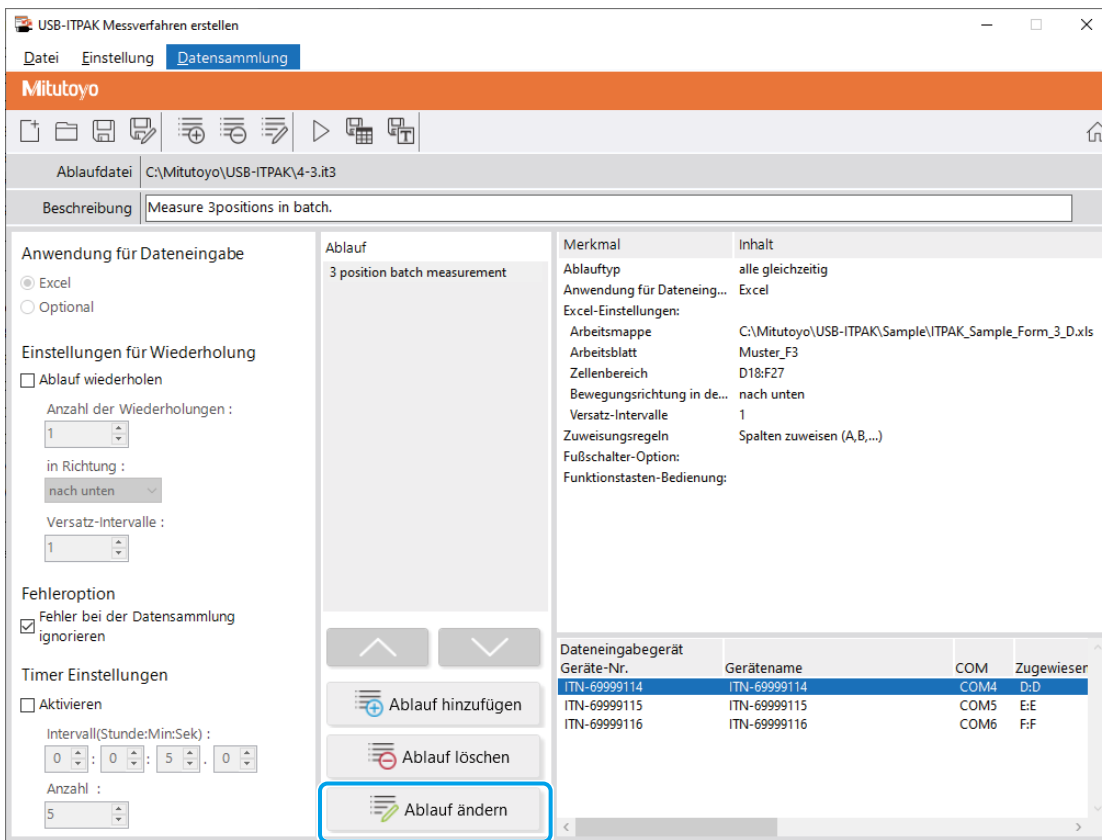 USB-ITPAK Messverfahren erstellen
Datei Einstellung Datensammlung
Mitutoyo
Ablaufdatei C:\Mitutoyo\USB-ITPAK\4-3.it3
Beschreibung Measure 3positions in batch.
Anwendung für Dateneingabe
Excel
Optional
Einstellungen für Wiederholung
Ablauf wiederholen
Anzahl der Wiederholungen :
1
in Richtung :
nach unten
Versatz-Intervalle :
1
Fehleroption
Fehler bei der Datensammlung
ignorieren
Timer Einstellungen
Aktivieren
Intervall(Stunde:Min:Sek) :
0 : 0 : 5 . 0
Anzahl :
5
Ablauf
3 position batch measurement
Ablauf hinzufügen
Ablauf löschen
Ablauf ändern
Merkmal Inhalt
Ablauftyp alle gleichzeitig
Anwendung für Dateneing... Excel
Excel-Einstellungen:
Arbeitsmappe C:\Mitutoyo\USB-ITPAK\Sample\ITPAK_Sample_Form_3_D.xls
Arbeitsblatt Muster_F3
Zellenbereich D18:F27
Bewegungsrichtung in de... nach unten
Versatz-Intervalle 1
Zuweisungsregeln Spalten zuweisen (A,B,...)
Fußschalter-Option:
Funktionstasten-Bedienung:
Dateneingabegerät
Geräte-Nr. Gerätename COM Zugewiesen
ITN-69999114 ITN-69999114 COM4 D:D
ITN-69999115 ITN-69999115 COM5 E:E
ITN-69999116 ITN-69999116 COM6 F:F